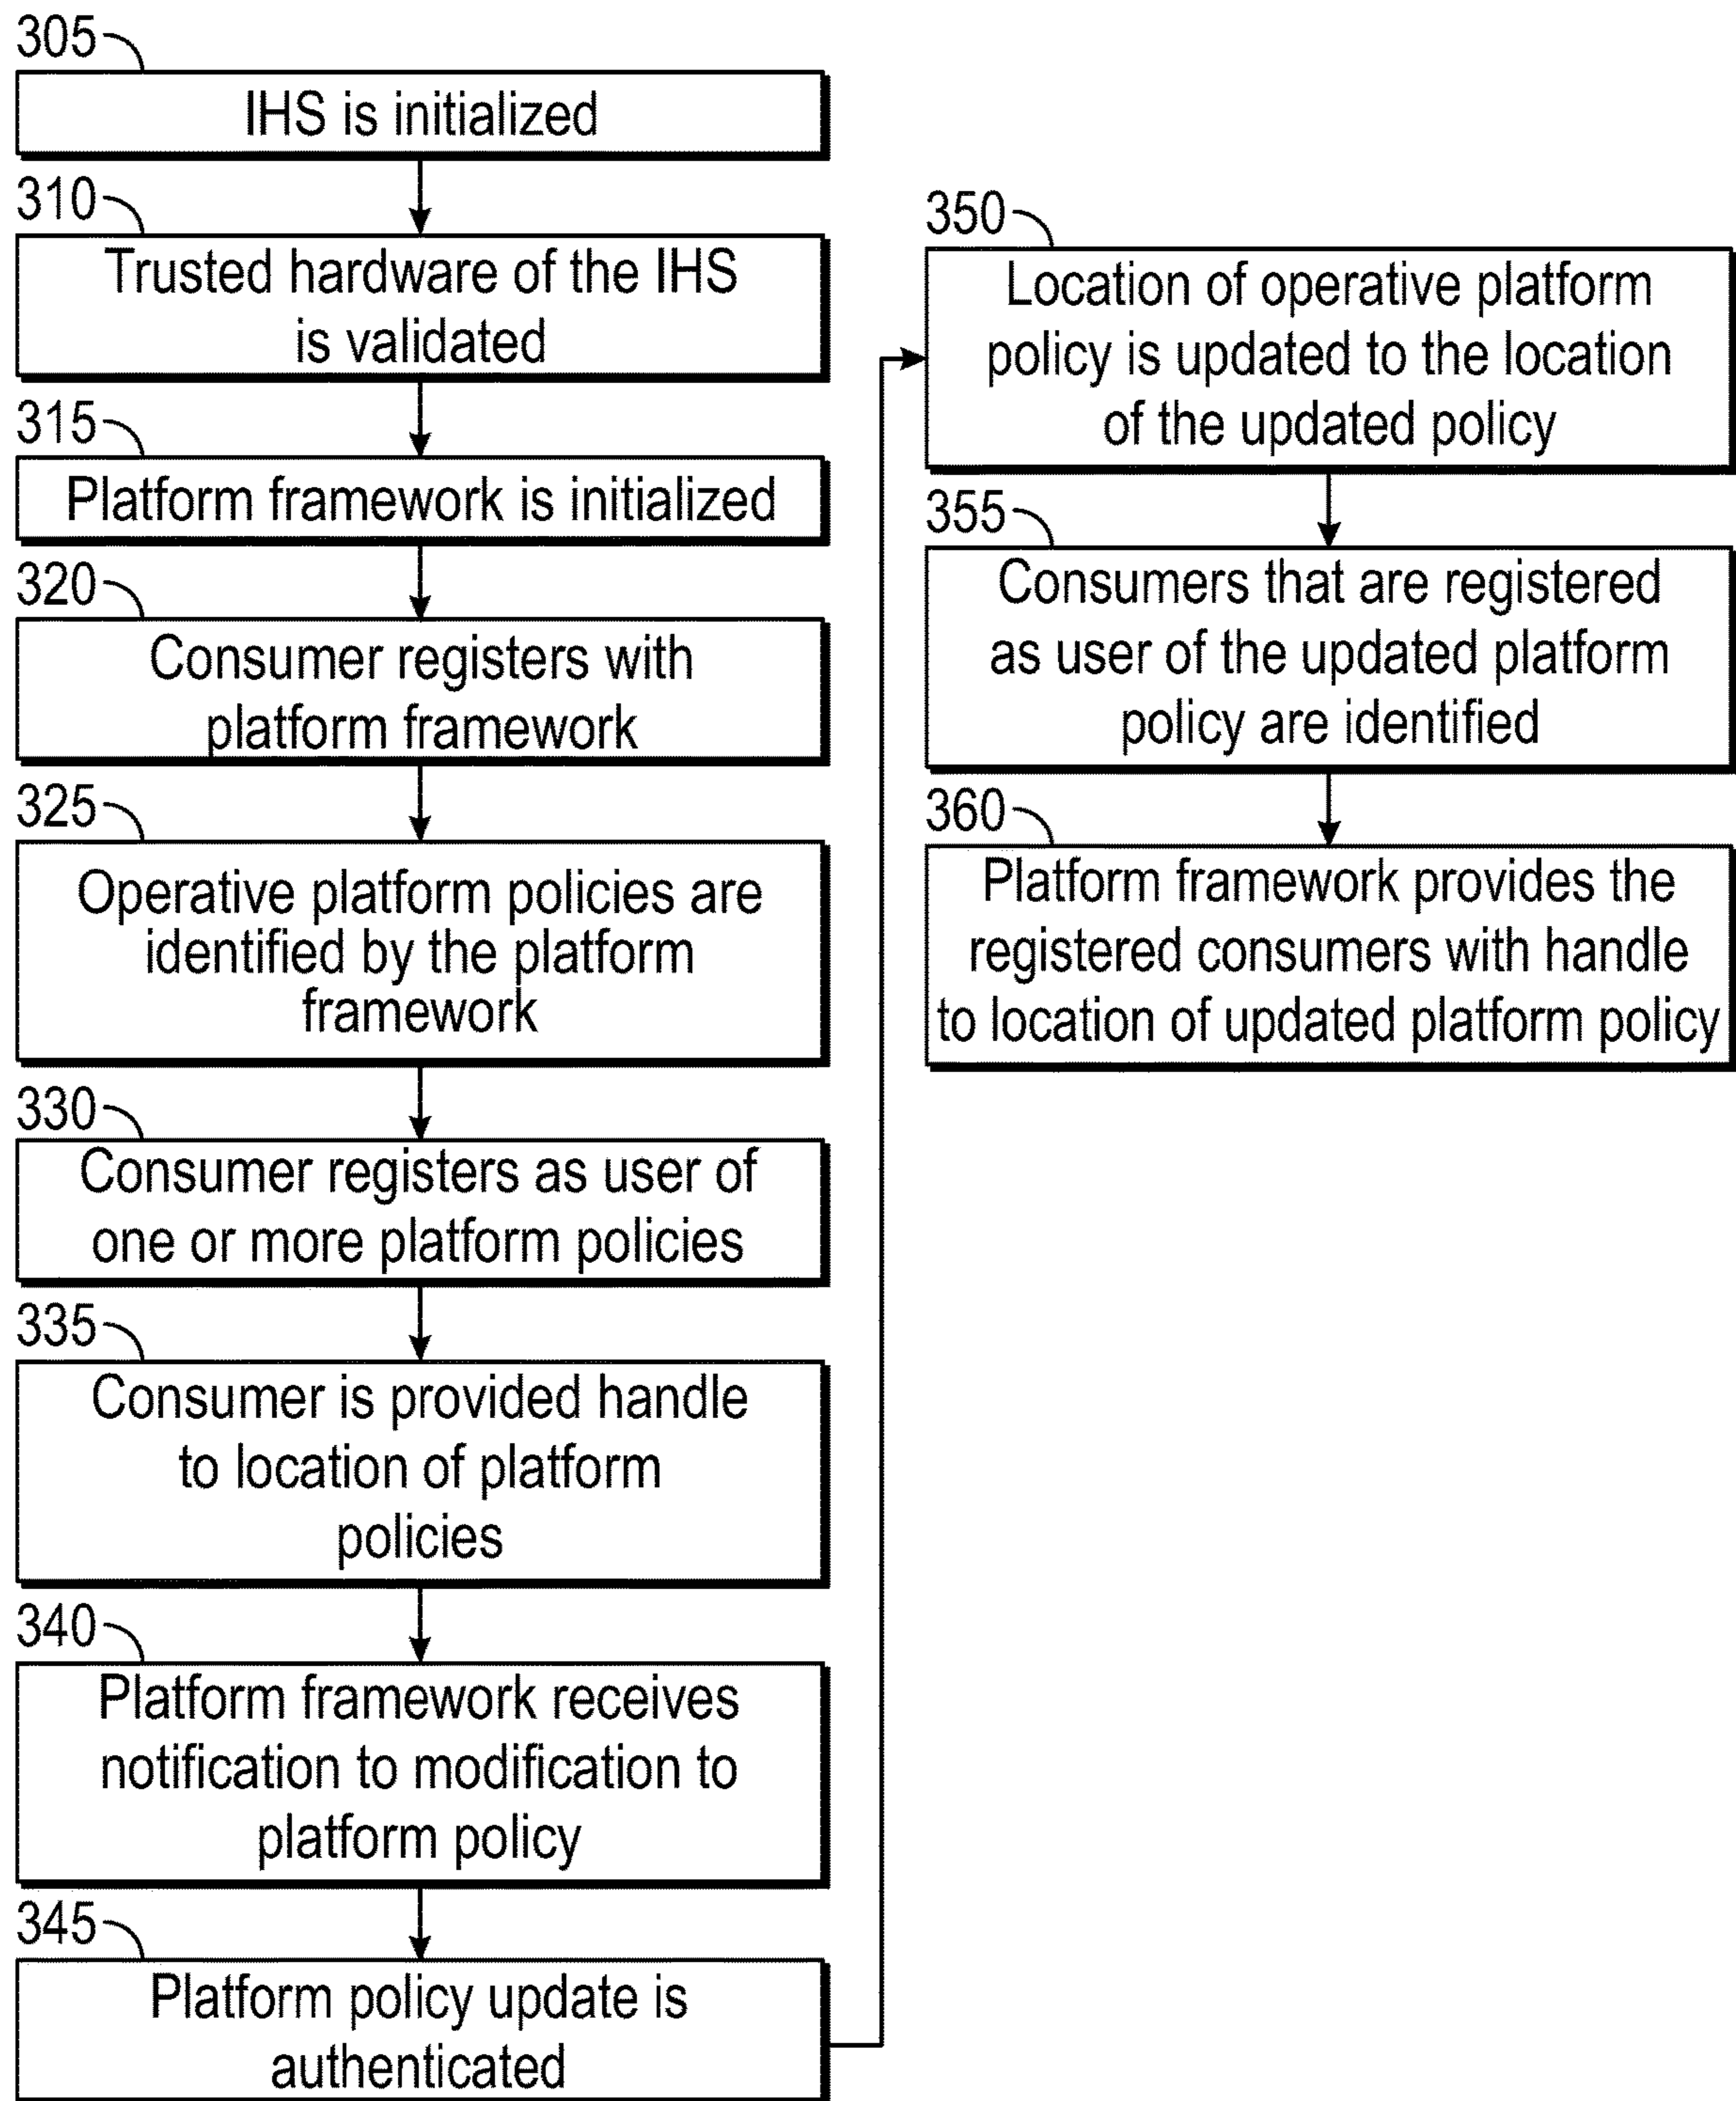 305
IHS is initialized
310
Trusted hardware of the IHS
is validated
315
Platform framework is initialized
320
Consumer registers with
platform framework
325
Operative platform policies are
identified by the platform
framework
330
Consumer registers as user of
one or more platform policies
335
Consumer is provided handle
to location of platform
policies
340
Platform framework receives
notification to modification to
platform policy
345
Platform policy update is
authenticated
350
Location of operative platform
policy is updated to the location
of the updated policy
355
Consumers that are registered
as user of the updated platform
policy are identified
360
Platform framework provides the
registered consumers with handle
to location of updated platform policy